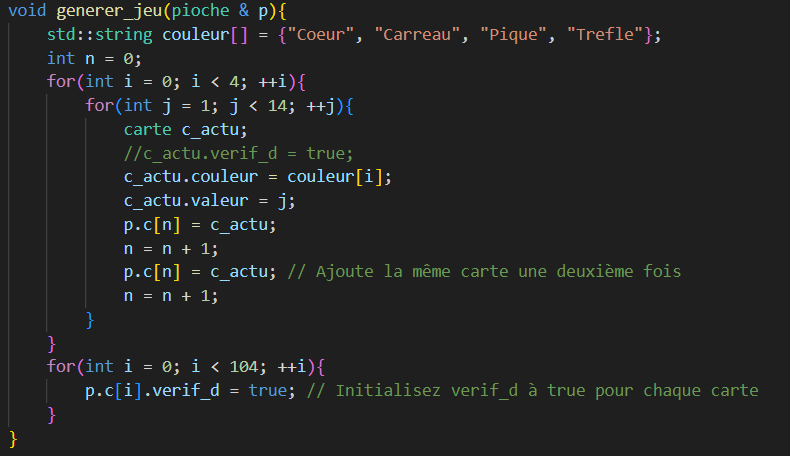 void generer_jeu(pioche & p){
    std::string couleur[] = {"Coeur", "Carreau", "Pique", "Trefle"};
    int n = 0;
    for(int i = 0; i < 4; ++i){
        for(int j = 1; j < 14; ++j){
            carte c_actu;
            //c_actu.verif_d = true;
            c_actu.couleur = couleur[i];
            c_actu.valeur = j;
            p.c[n] = c_actu;
            n = n + 1;
            p.c[n] = c_actu; // Ajoute la même carte une deuxième fois
            n = n + 1;
        }
    }
    for(int i = 0; i < 104; ++i){
        p.c[i].verif_d = true; // Initialisez verif_d à true pour chaque carte
    }
}